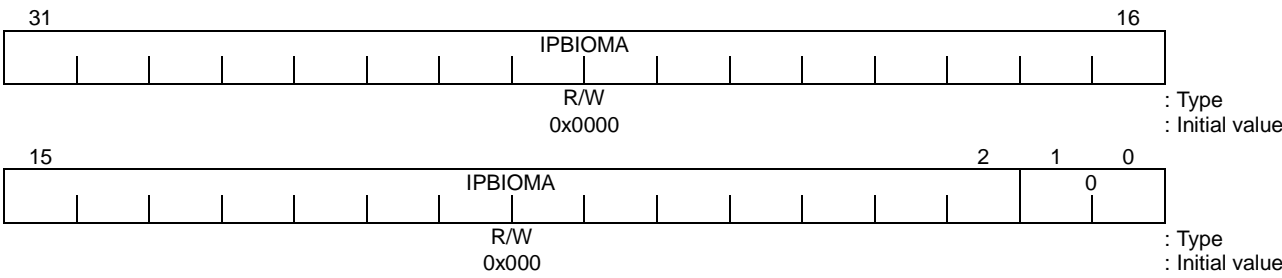 31 16
IPBIOMA
R/W : Type
0x0000 : Initial value
15 2 1 0
IPBIOMA 0
R/W : Type
0x000 : Initial value